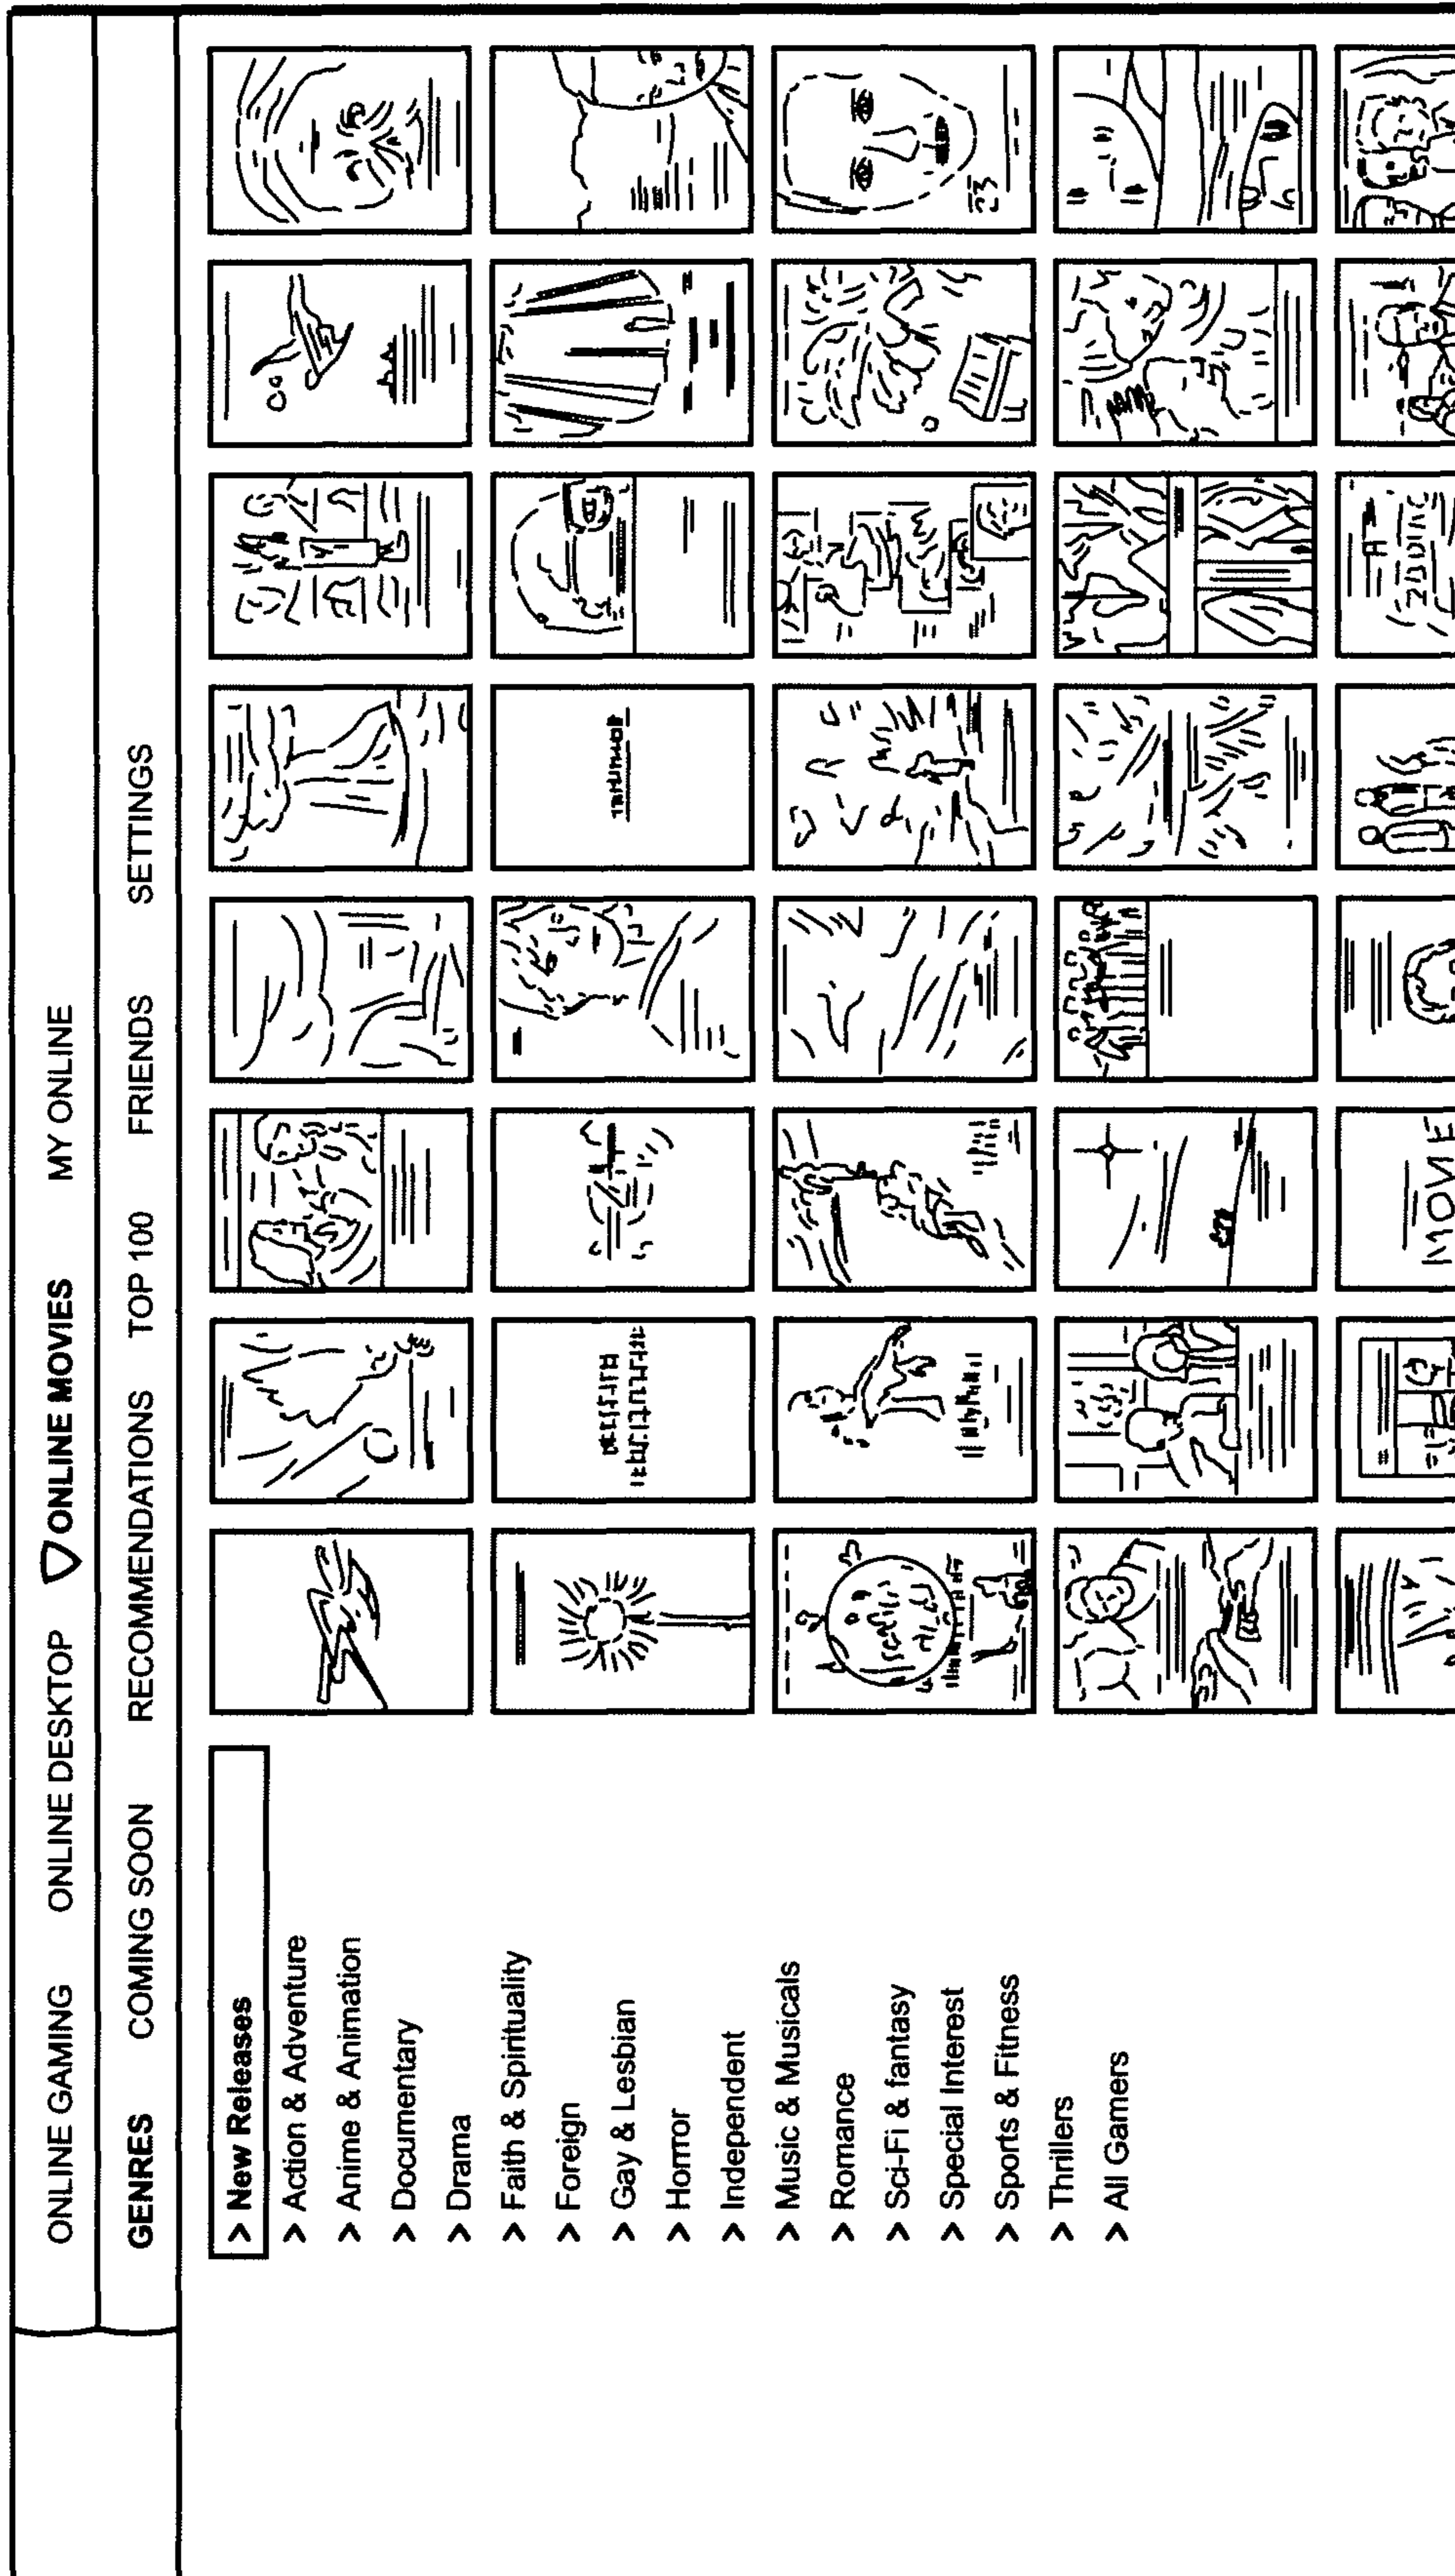 ONLINE GAMING ONLINE DESKTOP ONLINE MOVIES MY ONLINE
GENRES COMING SOON RECOMMENDATIONS TOP 100 FRIENDS SETTINGS
> New Releases
> Action & Adventure
> Anime & Animation
> Documentary
> Drama
> Faith & Spirituality
> Foreign
> Gay & Lesbian
> Horror
> Independent
> Music & Musicals
> Romance
> Sci-Fi & fantasy
> Special Interest
> Sports & Fitness
> Thrillers
> All Gamers
23
MOVIE